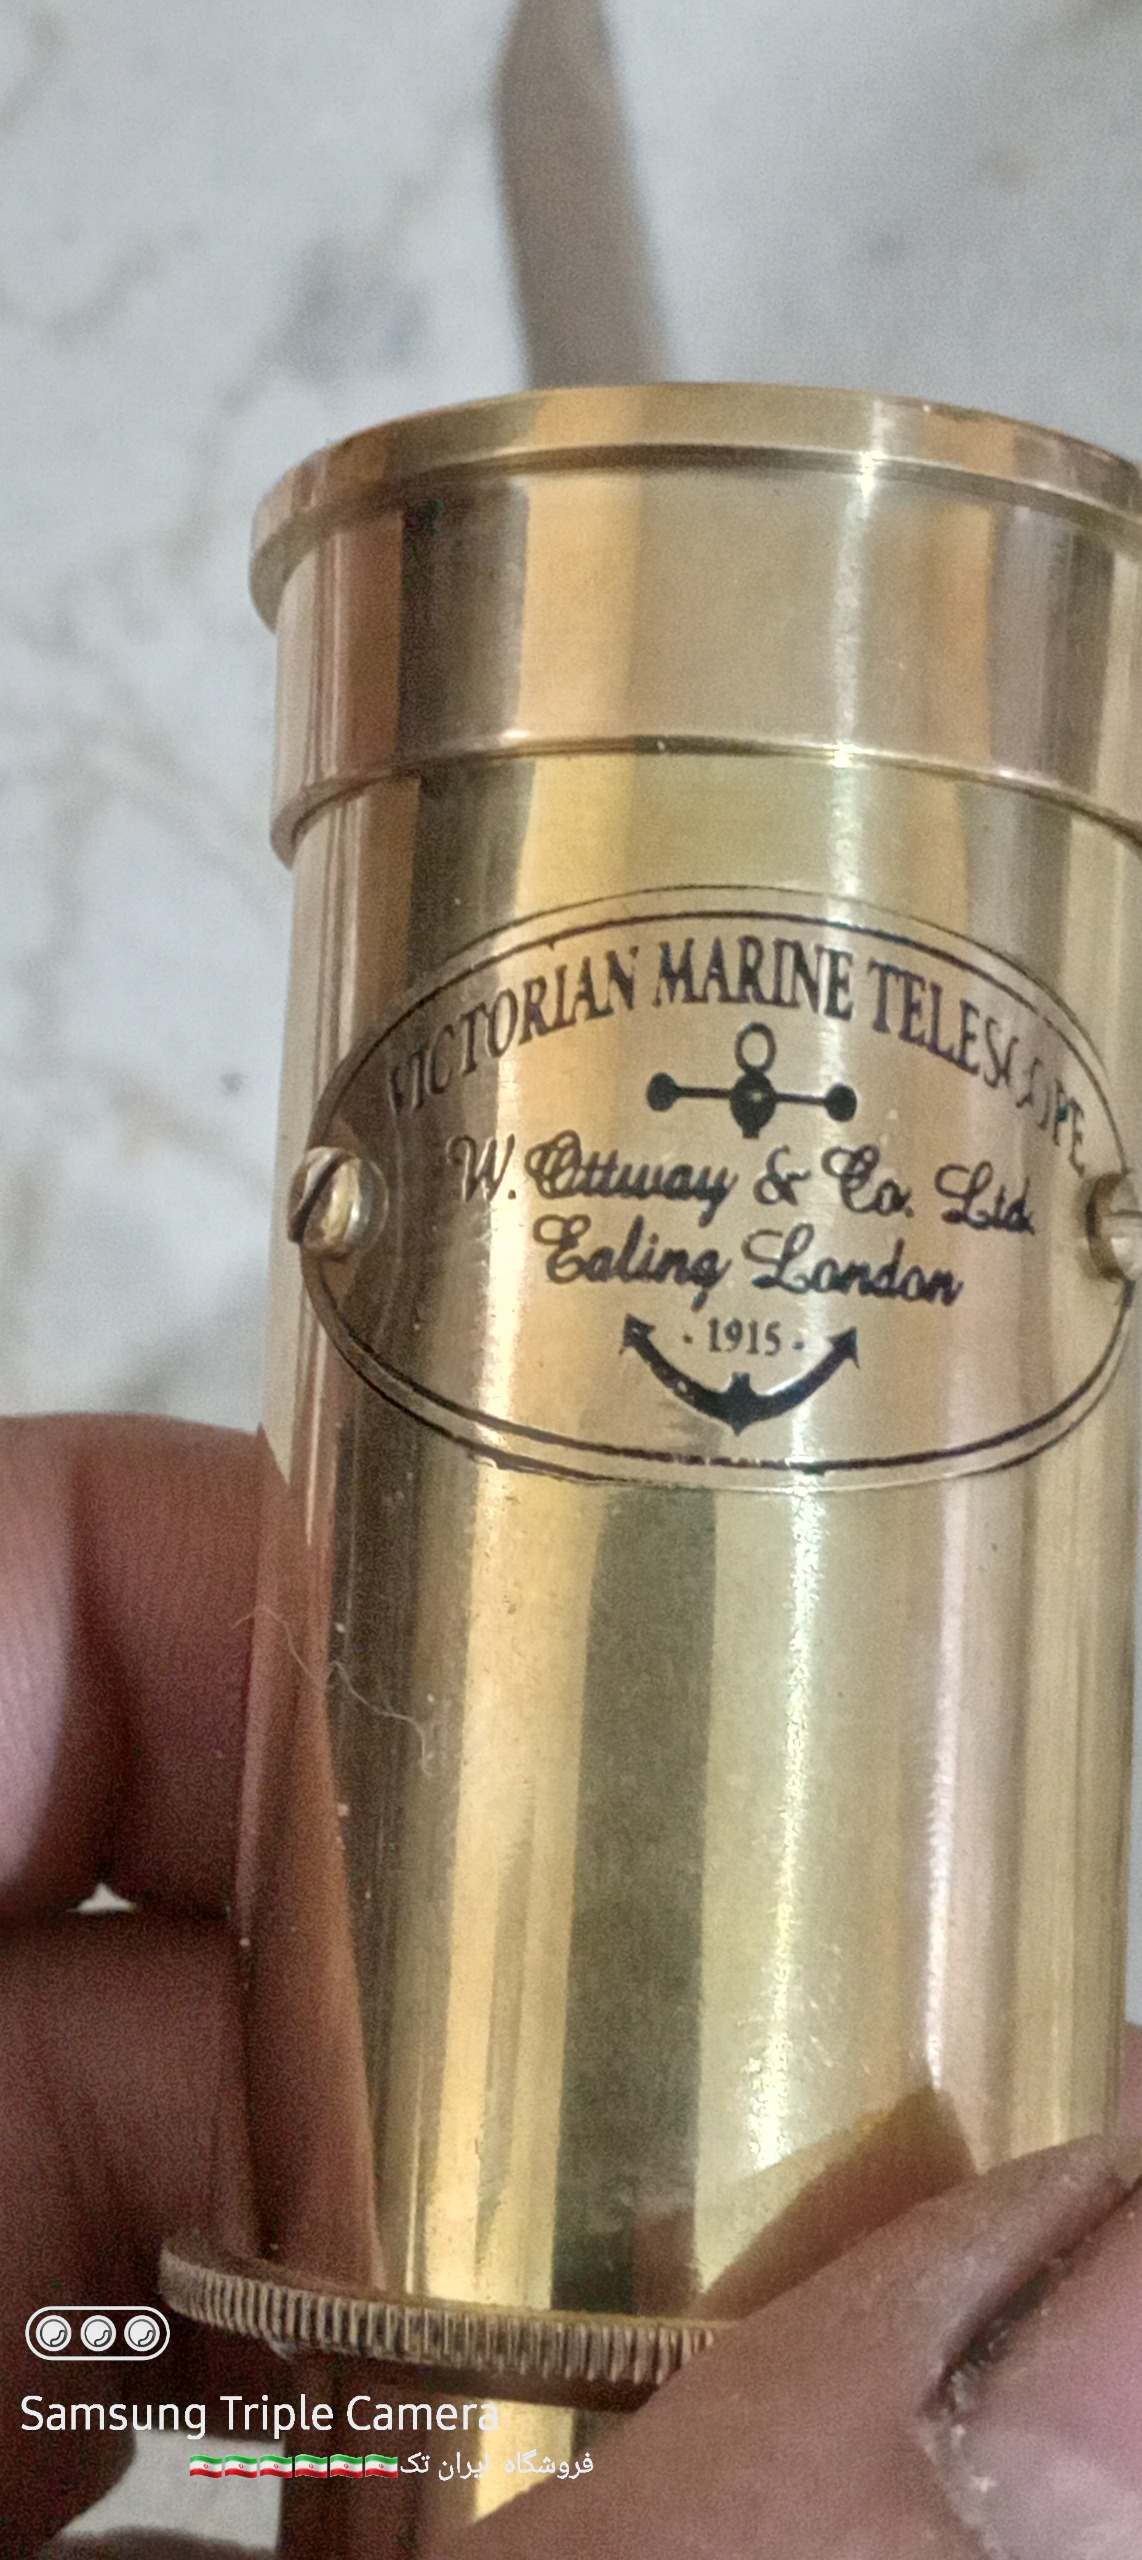 VICTORIAN MARINE TELESCOPE
W. Ottway & Co. Ltd.
Ealing London
· 1915 ·
Samsung Triple Camera
فروشگاه ایران تک🇮🇷🇮🇷🇮🇷🇮🇷🇮🇷🇮🇷